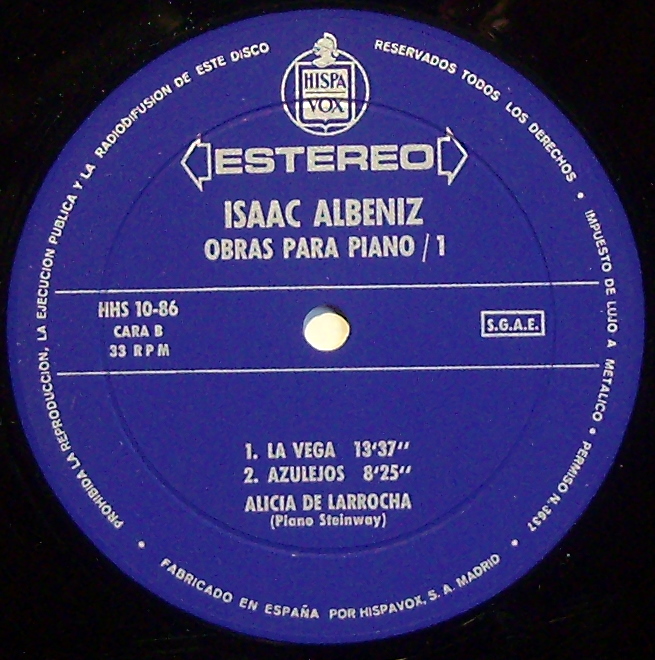 PROHIBIDA LA REPRODUCCION, LA EJECUCION PUBLICA Y LA RADIODIFUSION DE ESTE DISCO
RESERVADOS TODOS LOS DERECHOS • IMPUESTO DE LUJO A METALICO • PERMISO N. 3637
HISPA
VOX
ESTEREO
ISAAC ALBENIZ
OBRAS PARA PIANO / 1
HHS 10-86
CARA B
33 RPM
S.G.A.E.
1. LA VEGA 13'37''
2. AZULEJOS 8'25''
ALICIA DE LARROCHA
(Piano Steinway)
• FABRICADO EN ESPAÑA POR HISPAVOX, S. A. MADRID •